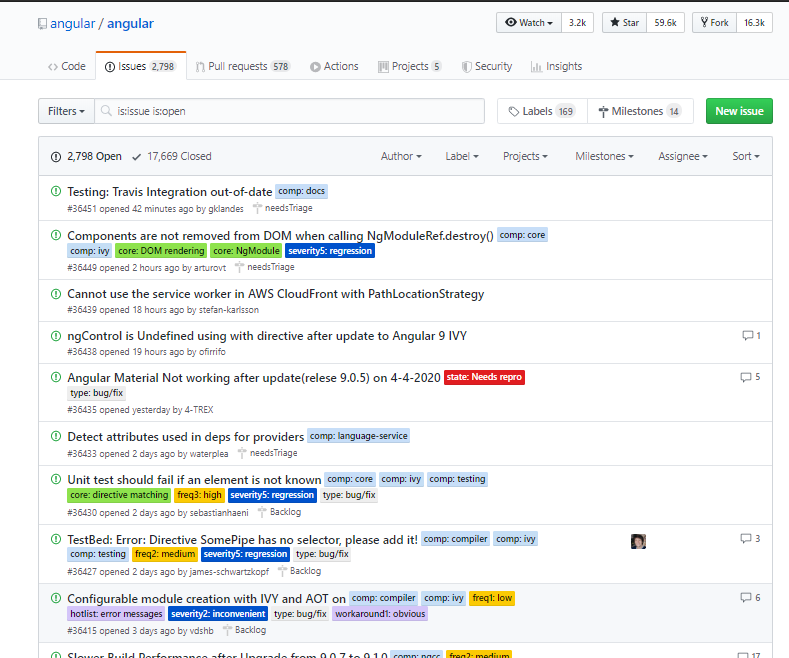 angular / angular
Watch 3.2k Star 59.6k Fork 16.3k
Code Issues 2,798 Pull requests 578 Actions Projects 5 Security Insights
Filters is:issue is:open Labels 169 Milestones 14 New issue
2,798 Open 17,669 Closed Author Label Projects Milestones Assignee Sort
Testing: Travis Integration out-of-date comp: docs
#36451 opened 42 minutes ago by gklandes needsTriage
Components are not removed from DOM when calling NgModuleRef.destroy() comp: core
comp: ivy core: DOM rendering core: NgModule severity5: regression
#36449 opened 2 hours ago by arturovt needsTriage
Cannot use the service worker in AWS CloudFront with PathLocationStrategy
#36439 opened 18 hours ago by stefan-karlsson
ngControl is Undefined using with directive after update to Angular 9 IVY 1
#36438 opened 19 hours ago by ofirrifo
Angular Material Not working after update(relese 9.0.5) on 4-4-2020 state: Needs repro 5
type: bug/fix
#36435 opened yesterday by 4-TREX
Detect attributes used in deps for providers comp: language-service
#36433 opened 2 days ago by waterplea needsTriage
Unit test should fail if an element is not known comp: core comp: ivy comp: testing
core: directive matching freq3: high severity5: regression type: bug/fix
#36430 opened 2 days ago by sebastianhaeni Backlog
TestBed: Error: Directive SomePipe has no selector, please add it! comp: compiler comp: ivy 3
comp: testing freq2: medium severity5: regression type: bug/fix
#36427 opened 2 days ago by james-schwartzkopf Backlog
Configurable module creation with IVY and AOT on comp: compiler comp: ivy freq1: low 6
hotlist: error messages severity2: inconvenient type: bug/fix workaround1: obvious
#36415 opened 3 days ago by vdshb Backlog
Slower Build Performance after Upgrade from 9.0.7 to 9.1.0 comp: ngcc freq2: medium 17